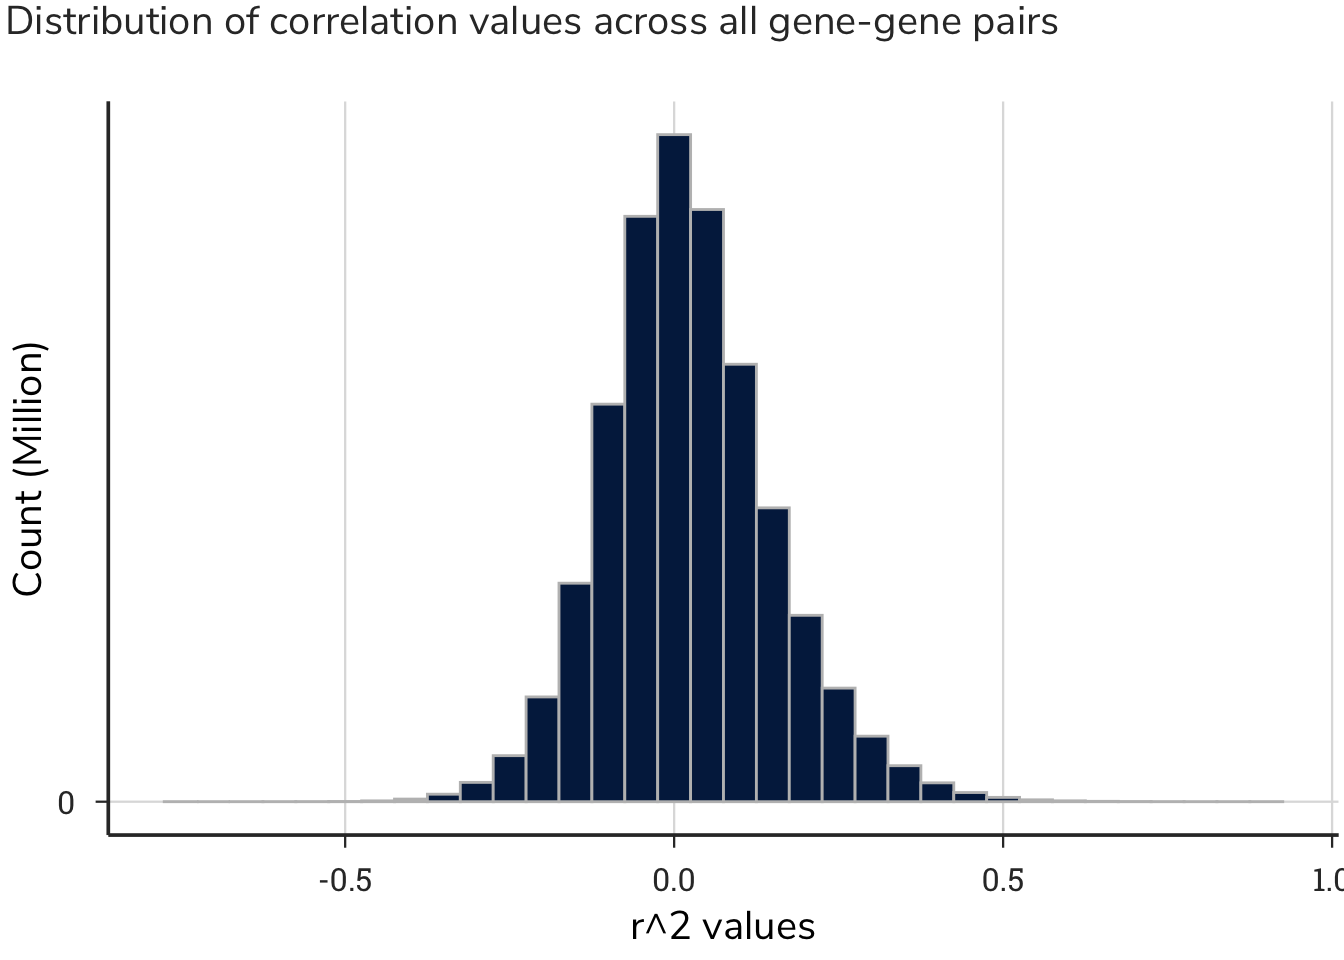 Distribution of correlation values across all gene-gene pairs
Count (Million)
0
-0.5 0.0 0.5 1.0
r^2 values